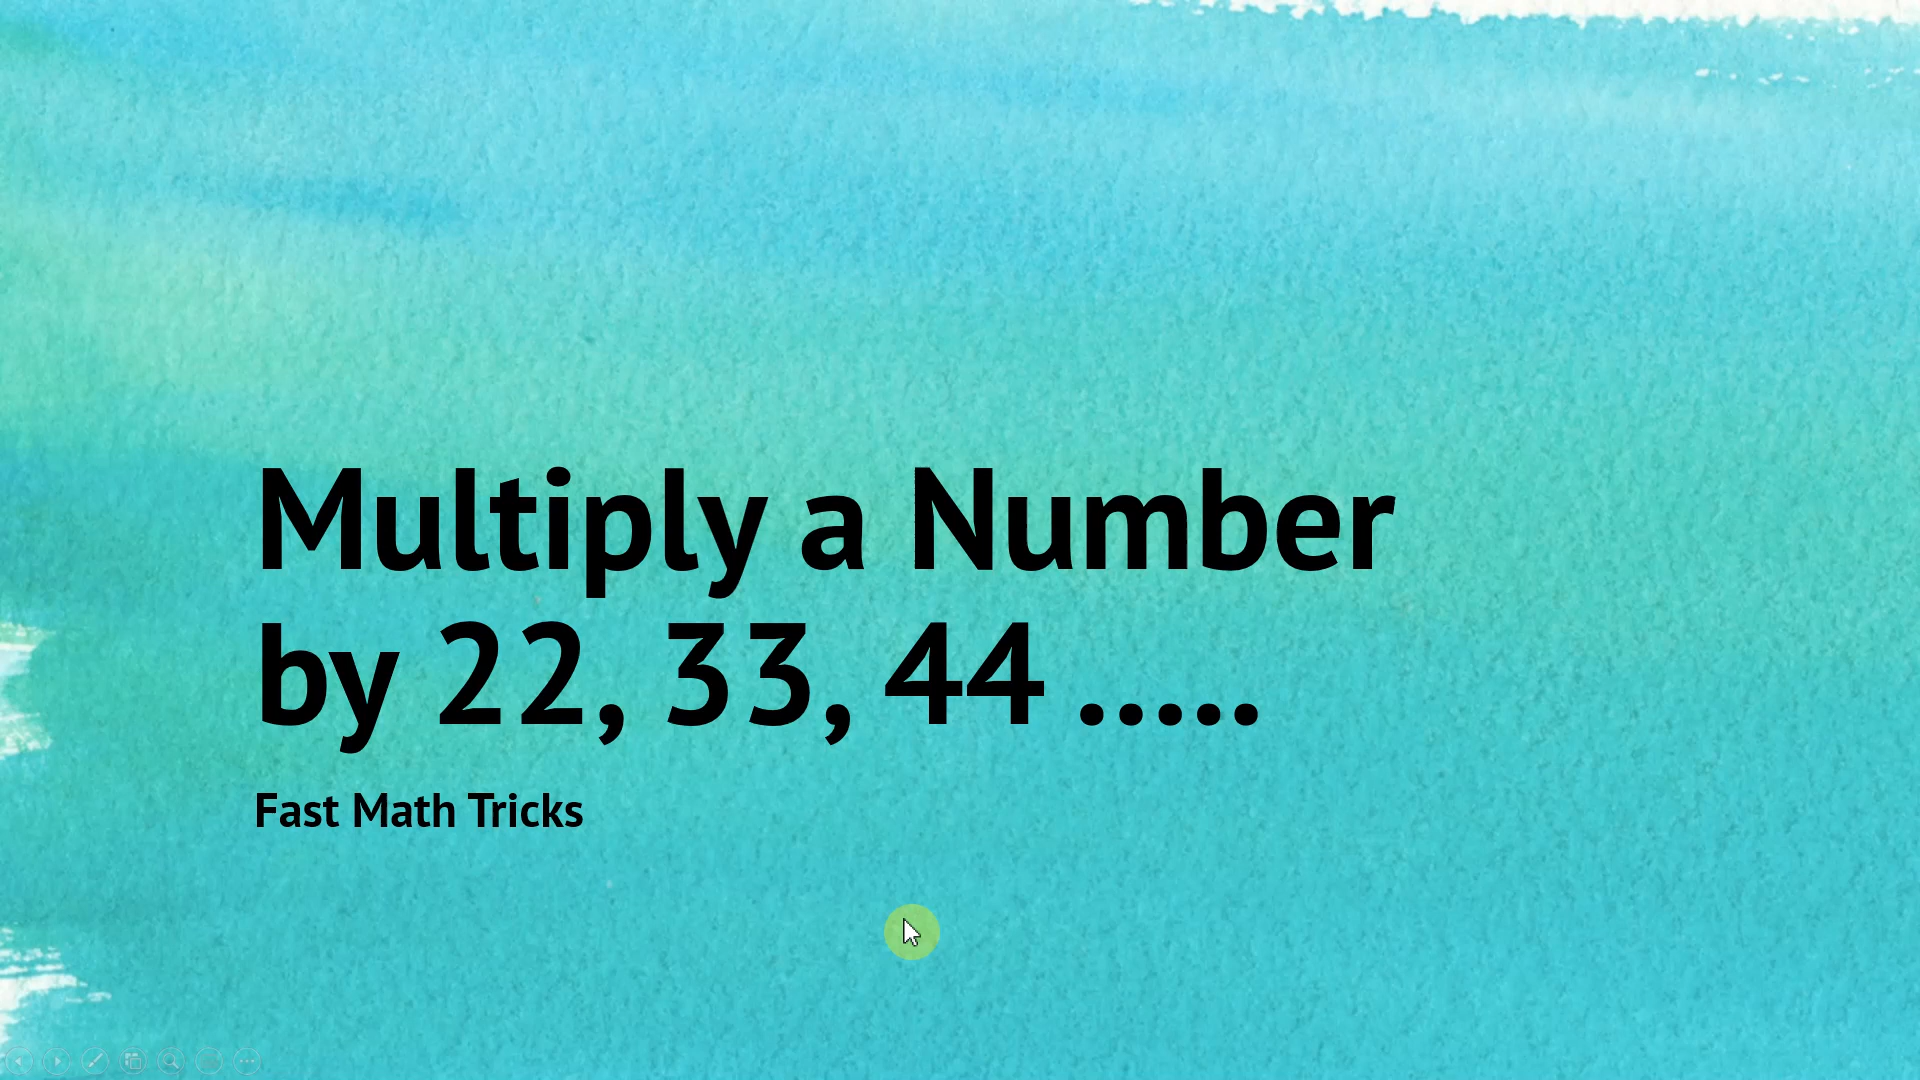 Multiply a Number
by 22, 33, 44 .....
Fast Math Tricks